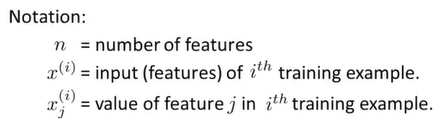 Notation:
n = number of features
x^{(i)} = input (features) of i^{th} training example.
x_j^{(i)} = value of feature j in i^{th} training example.